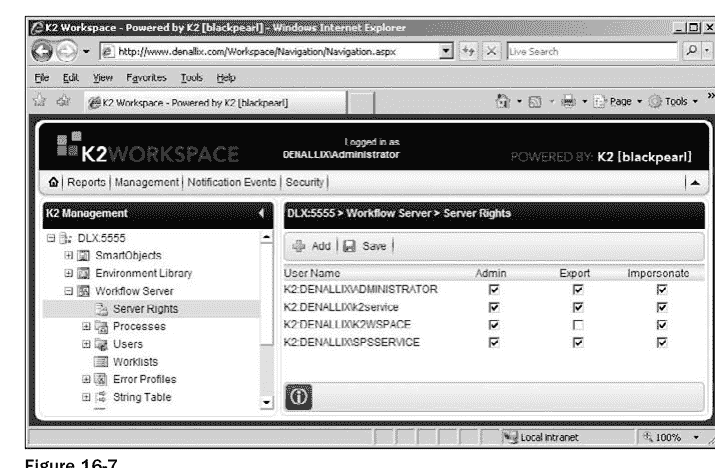 K2 Workspace - Powered by K2 [blackpearl] - Windows Internet Explorer
http://www.denallix.com/Workspace/Navigation/Navigation.aspx
Live Search
File Edit View Favorites Tools Help
K2 Workspace - Powered by K2 [blackpearl]
Page Tools
K2WORKSPACE
Logged in as
DENALLIX\Administrator
POWERED BY: K2 [blackpearl]
Reports | Management | Notification Events | Security |
K2 Management
DLX:5555 > Workflow Server > Server Rights
DLX:5555
SmartObjects
Environment Library
Workflow Server
Server Rights
Processes
Users
Worklists
Error Profiles
String Table
Add | Save |
User Name Admin Export Impersonate
K2:DENALLIX\ADMINISTRATOR
K2:DENALLIX\k2service
K2:DENALLIX\K2WSPACE
K2:DENALLIX\SPSSERVICE
Local intranet
100%
Figure 16-7